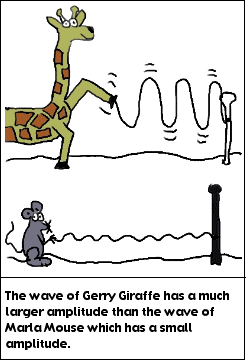 The wave of Gerry Giraffe has a much
larger amplitude than the wave of
Marla Mouse which has a small
amplitude.